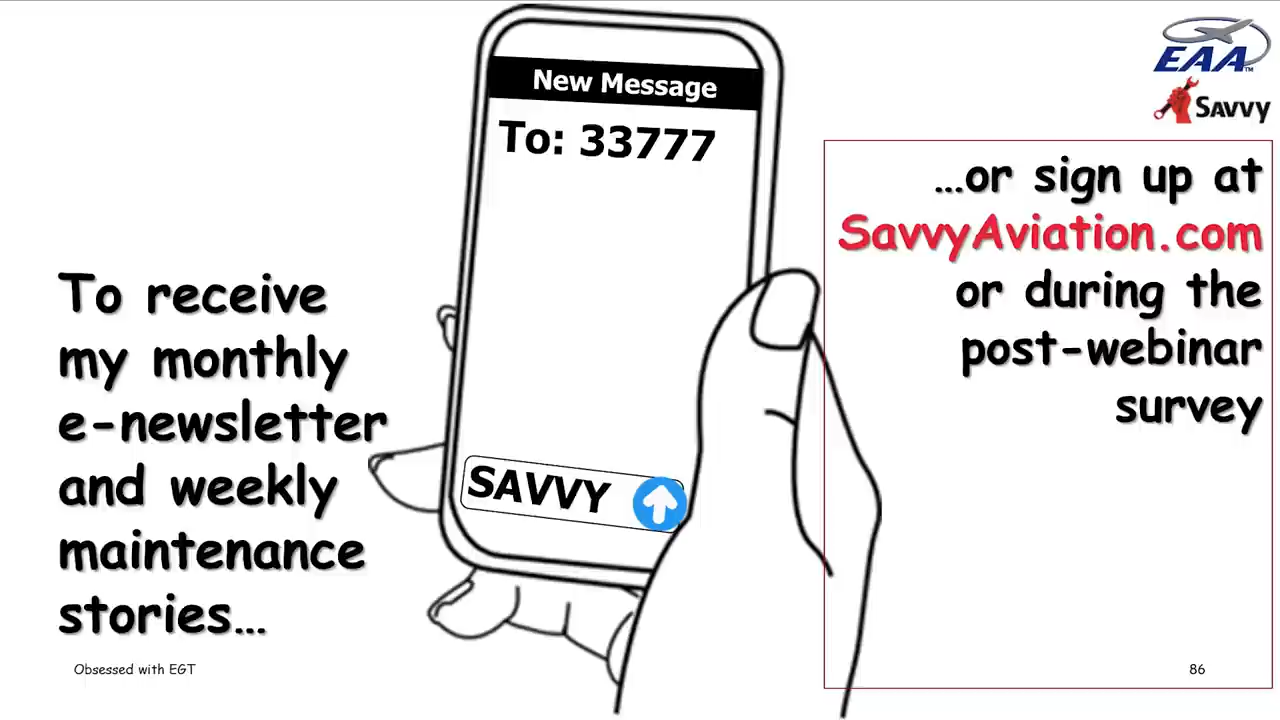 EAA
SAVVY
New Message
To: 33777
SAVVY
To receive
my monthly
e-newsletter
and weekly
maintenance
stories…
…or sign up at
SavvyAviation.com
or during the
post-webinar
survey
Obsessed with EGT
86